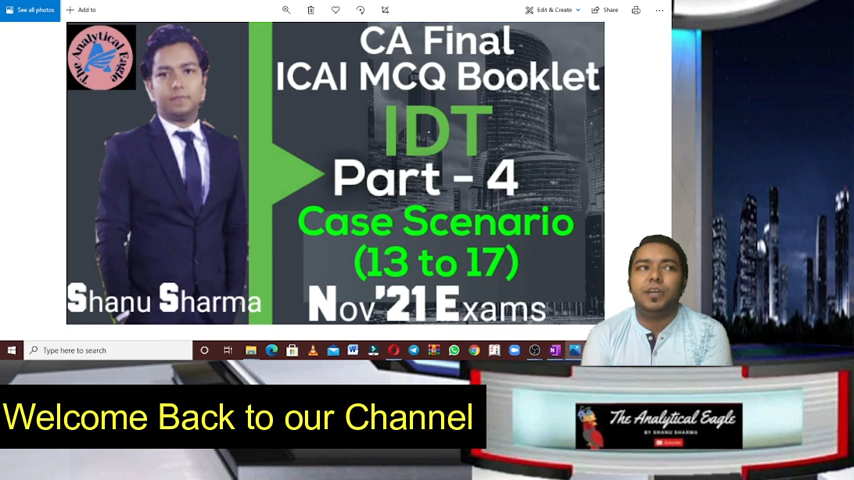 See all photos
Add to
Edit & Create
Share
The Analytical Eagle
CA Final
ICAI MCQ Booklet
IDT
Part - 4
Case Scenario
(13 to 17)
Shanu Sharma
Nov'21 Exams
Type here to search
Welcome Back to our Channel
The Analytical Eagle
BY SHANU SHARMA
Subscribe